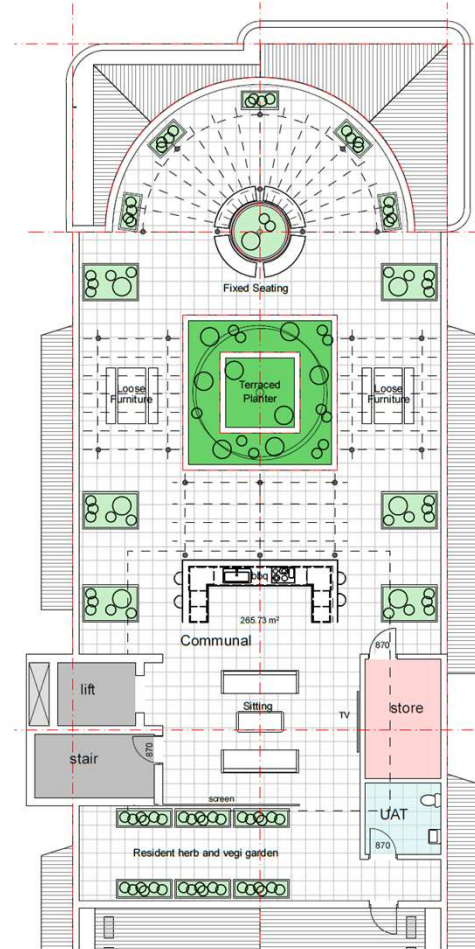 Fixed Seating
Loose
Furniture
Terraced
Planter
Loose
Furniture
bbq
265.73 m²
Communal
870
lift
Sitting
TV
store
stair
870
screen
UAT
Resident herb and vegi garden
870